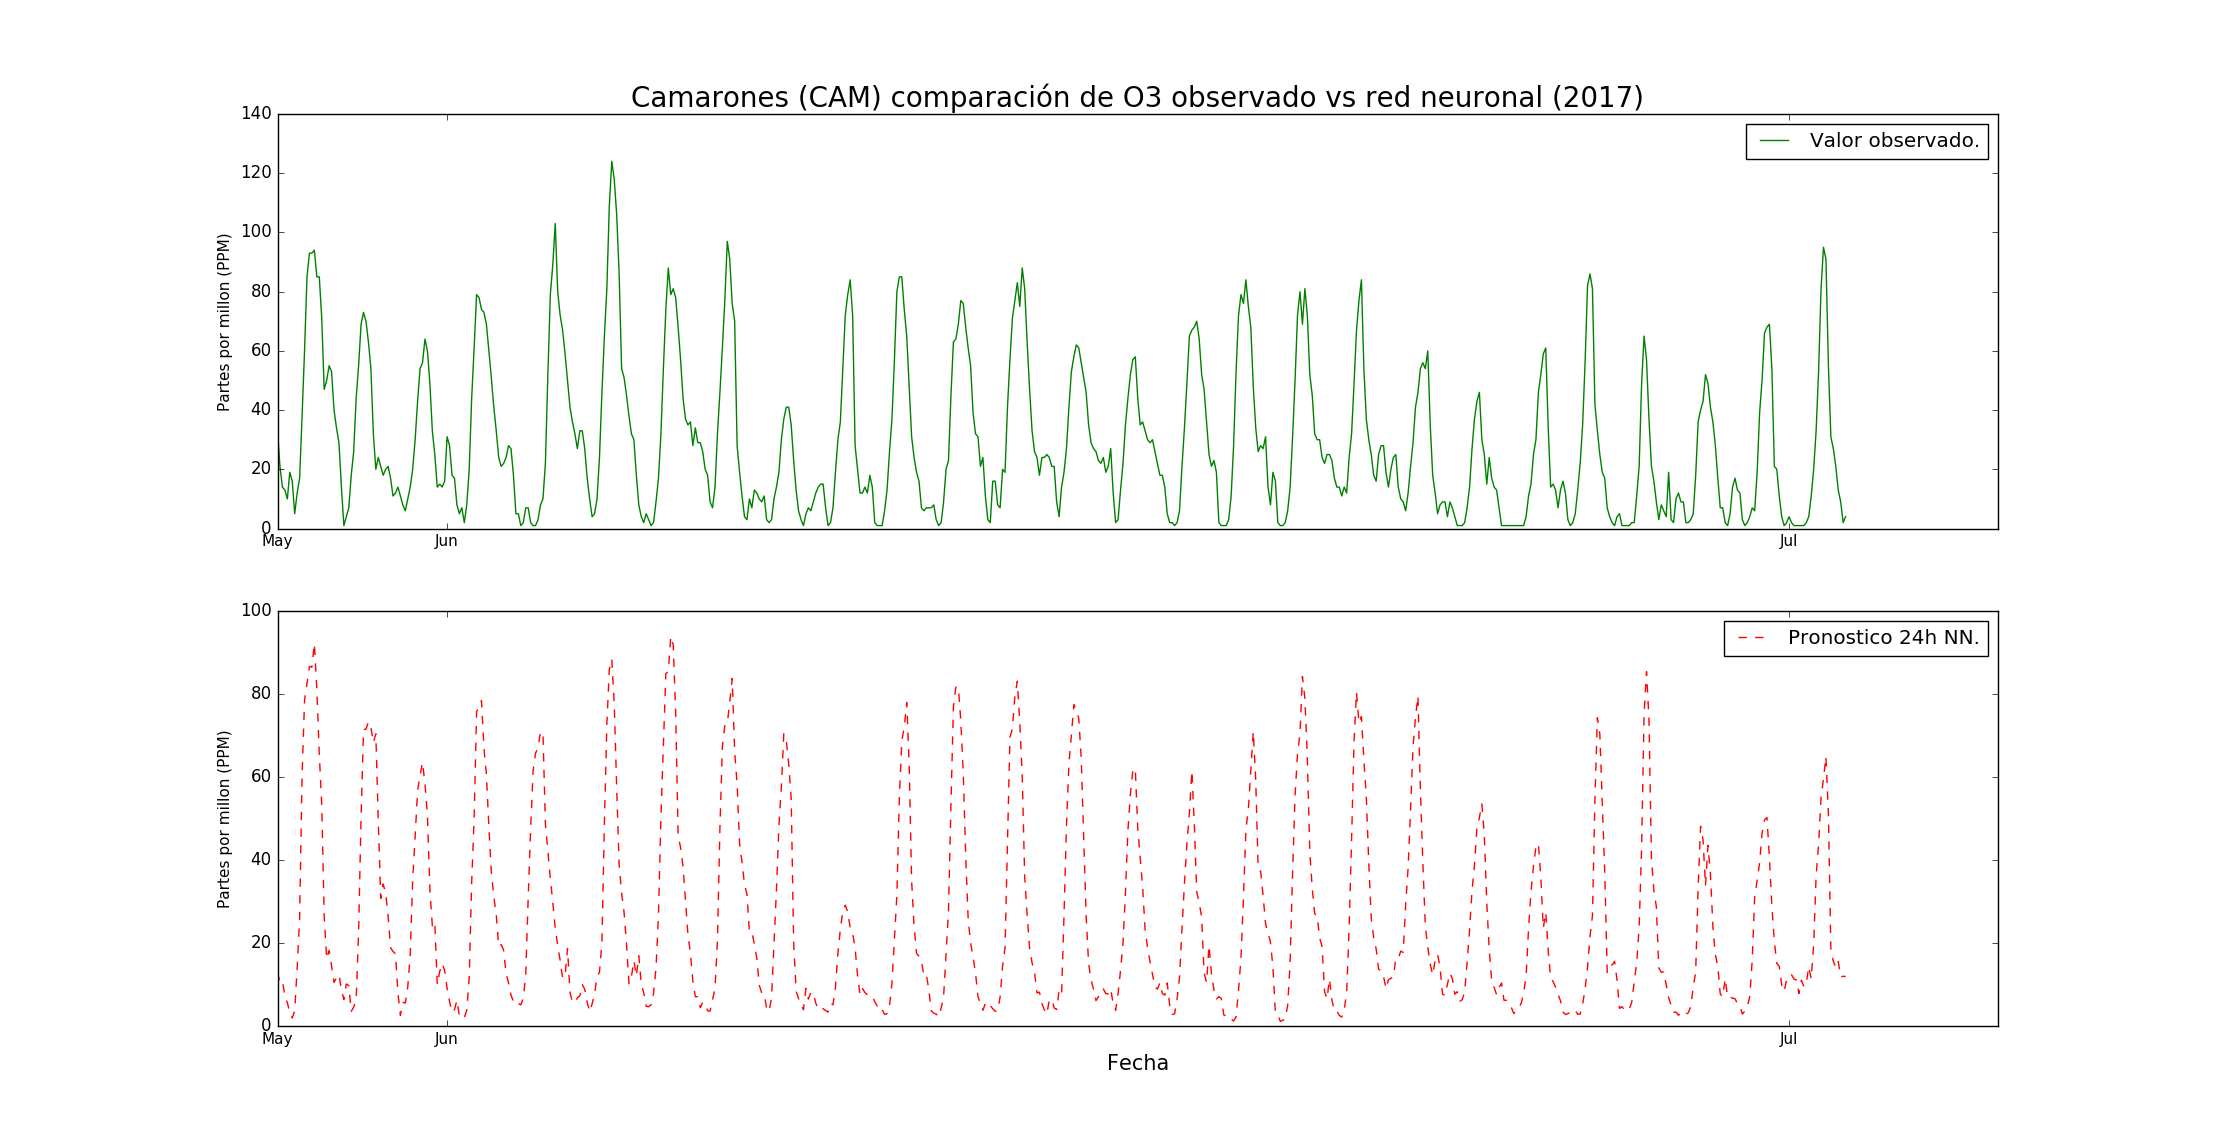 Camarones (CAM) comparación de O3 observado vs red neuronal (2017)
140
120
100
80
60
40
20
0
Partes por millon (PPM)
Valor observado.
May Jun Jul
100
80
60
40
20
0
Partes por millon (PPM)
Pronostico 24h NN.
May Jun Jul
Fecha